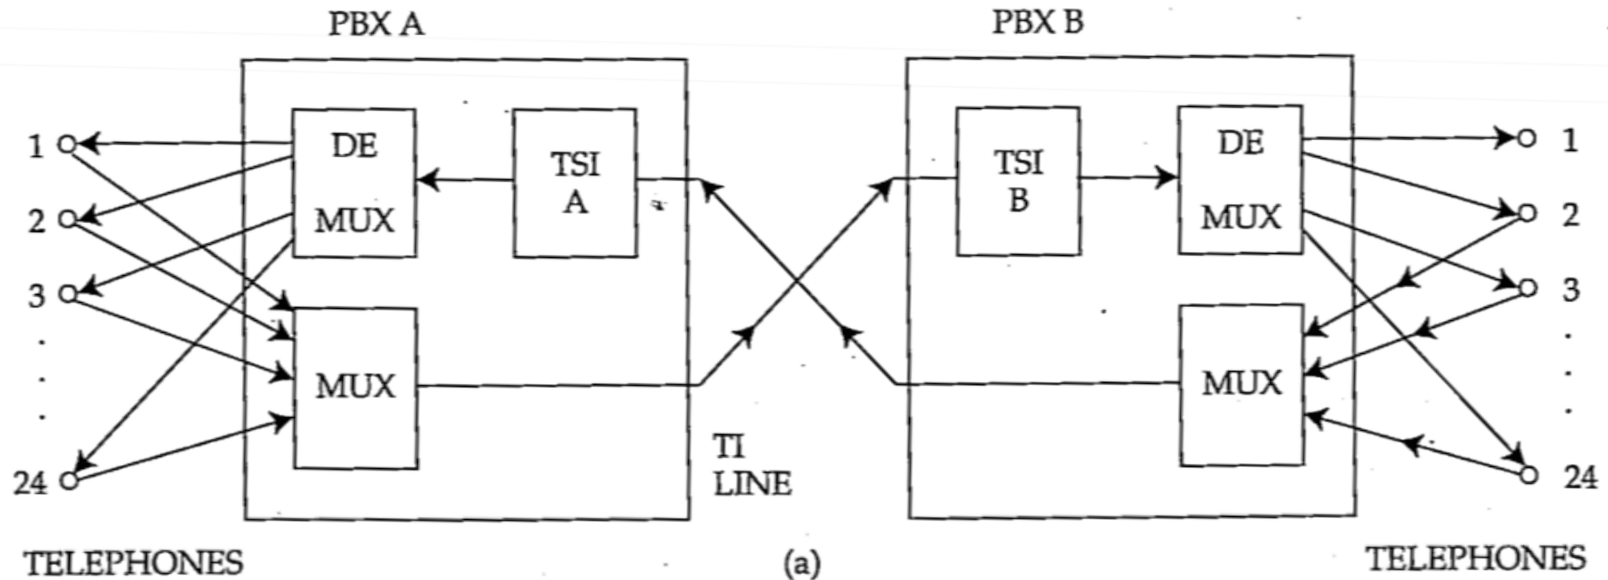 PBX A
PBX B
1
2
3
.
.
.
24
DE
MUX
TSI
A
MUX
TI
LINE
TSI
B
DE
MUX
MUX
1
2
3
.
.
.
24
TELEPHONES
(a)
TELEPHONES